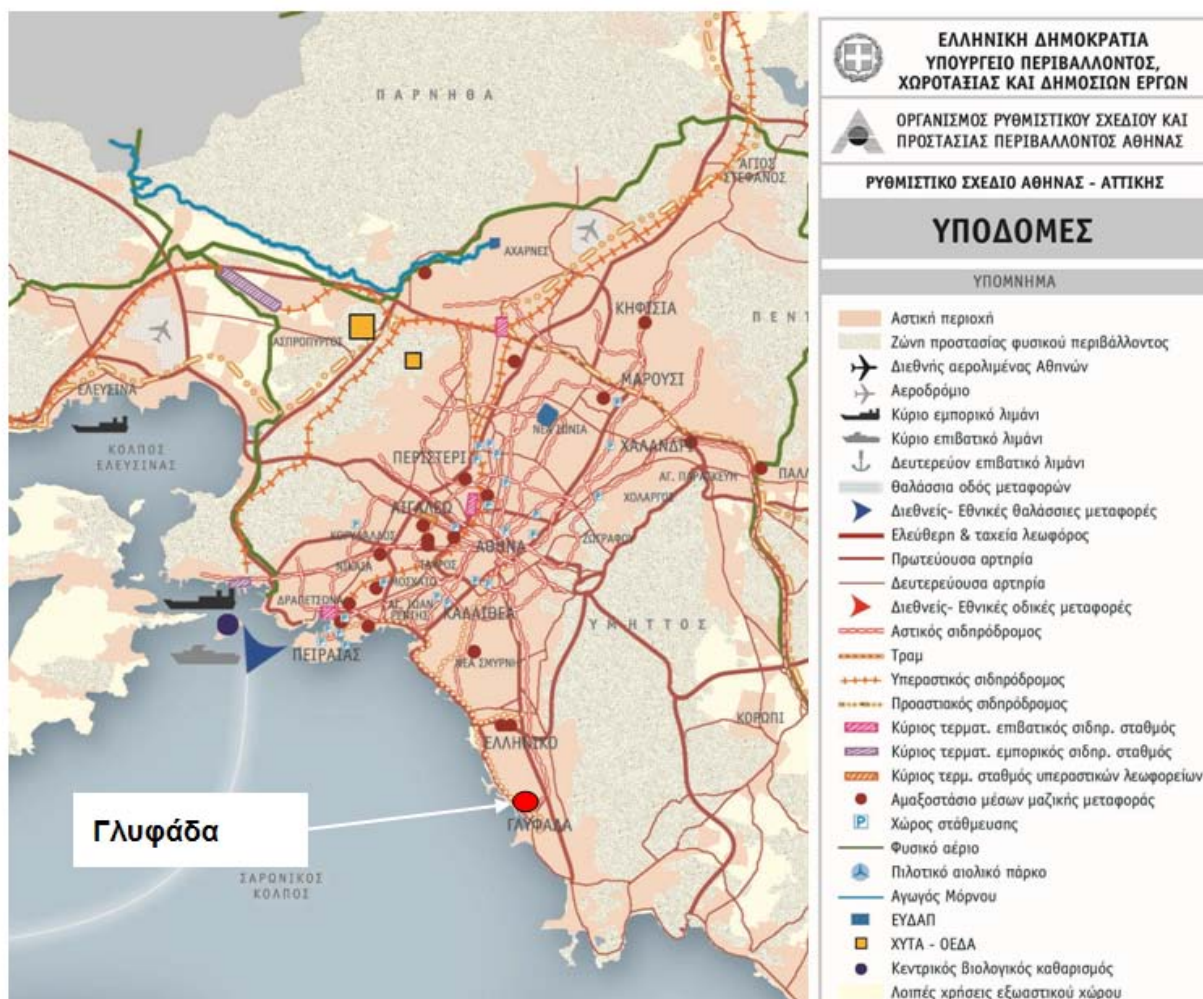 ΠΑΡΝΗΘΑ
ΑΓΙΟΣ
ΣΤΕΦΑΝΟΣ
ΑΧΑΡΝΕΣ
ΚΗΦΙΣΙΑ
ΠΕΝΤ
ΑΣΠΡΟΠΥΡΓΟΣ
ΕΛΕΥΣΙΝΑ
ΜΑΡΟΥΣΙ
ΝΕΑ ΙΩΝΙΑ
ΚΟΛΠΟΣ
ΕΛΕΥΣΙΝΑΣ
ΠΕΡΙΣΤΕΡΙ
ΧΑΛΑΝΔΡΙ
ΑΓ. ΠΑΡΑΣΚΕΥΗ
ΠΑΛΛ
ΧΟΛΑΡΓΟΣ
ΑΙΓΑΛΕΩ
ΚΟΡΥΔΑΛΛΟΣ
ΑΘΗΝΑ
ΖΩΓΡΑΦΟΥ
ΝΙΚΑΙΑ
ΤΑΥΡΟΣ
ΜΟΣΧΑΤΟ
ΔΡΑΠΕΤΣΩΝΑ
ΑΓ. ΙΩΑΝ
ΡΕΝΤΗΣ
ΚΑΛΛΙΘΕΑ
ΥΜΗΤΤΟΣ
ΠΕΙΡΑΙΑΣ
ΝΕΑ ΣΜΥΡΝΗ
ΚΟΡΩΠΙ
ΕΛΛΗΝΙΚΟ
Γλυφάδα
ΓΛΥΦΑΔΑ
ΣΑΡΩΝΙΚΟΣ
ΚΟΛΠΟΣ
ΕΛΛΗΝΙΚΗ ΔΗΜΟΚΡΑΤΙΑ
ΥΠΟΥΡΓΕΙΟ ΠΕΡΙΒΑΛΛΟΝΤΟΣ,
ΧΩΡΟΤΑΞΙΑΣ ΚΑΙ ΔΗΜΟΣΙΩΝ ΕΡΓΩΝ
ΟΡΓΑΝΙΣΜΟΣ ΡΥΘΜΙΣΤΙΚΟΥ ΣΧΕΔΙΟΥ ΚΑΙ
ΠΡΟΣΤΑΣΙΑΣ ΠΕΡΙΒΑΛΛΟΝΤΟΣ ΑΘΗΝΑΣ
ΡΥΘΜΙΣΤΙΚΟ ΣΧΕΔΙΟ ΑΘΗΝΑΣ - ΑΤΤΙΚΗΣ
ΥΠΟΔΟΜΕΣ
ΥΠΟΜΝΗΜΑ
Αστική περιοχή
Ζώνη προστασίας φυσικού περιβάλλοντος
Διεθνής αερολιμένας Αθηνών
Αεροδρόμιο
Κύριο εμπορικό λιμάνι
Κύριο επιβατικό λιμάνι
Δευτερεύον επιβατικό λιμάνι
θαλάσσια οδός μεταφορών
Διεθνείς- Εθνικές θαλάσσιες μεταφορές
Ελεύθερη & ταχεία λεωφόρος
Πρωτεύουσα αρτηρία
Δευτερεύουσα αρτηρία
Διεθνείς- Εθνικές οδικές μεταφορές
Αστικός σιδηρόδρομος
Τραμ
Υπεραστικός σιδηρόδρομος
Προαστιακός σιδηρόδρομος
Κύριος τερματ. επιβατικός σιδηρ. σταθμός
Κύριος τερματ. εμπορικός σιδηρ. σταθμός
Κύριος τερμ. σταθμός υπεραστικών λεωφορείων
Αμαξοστάσιο μέσων μαζικής μεταφοράς
P Χώρος στάθμευσης
Φυσικό αέριο
Πιλοτικό αιολικό πάρκο
Αγωγός Μόρνου
ΕΥΔΑΠ
ΧΥΤΑ - ΟΕΔΑ
Κεντρικός βιολογικός καθαρισμός
Λοιπές χρήσεις εξωαστικού χώρου